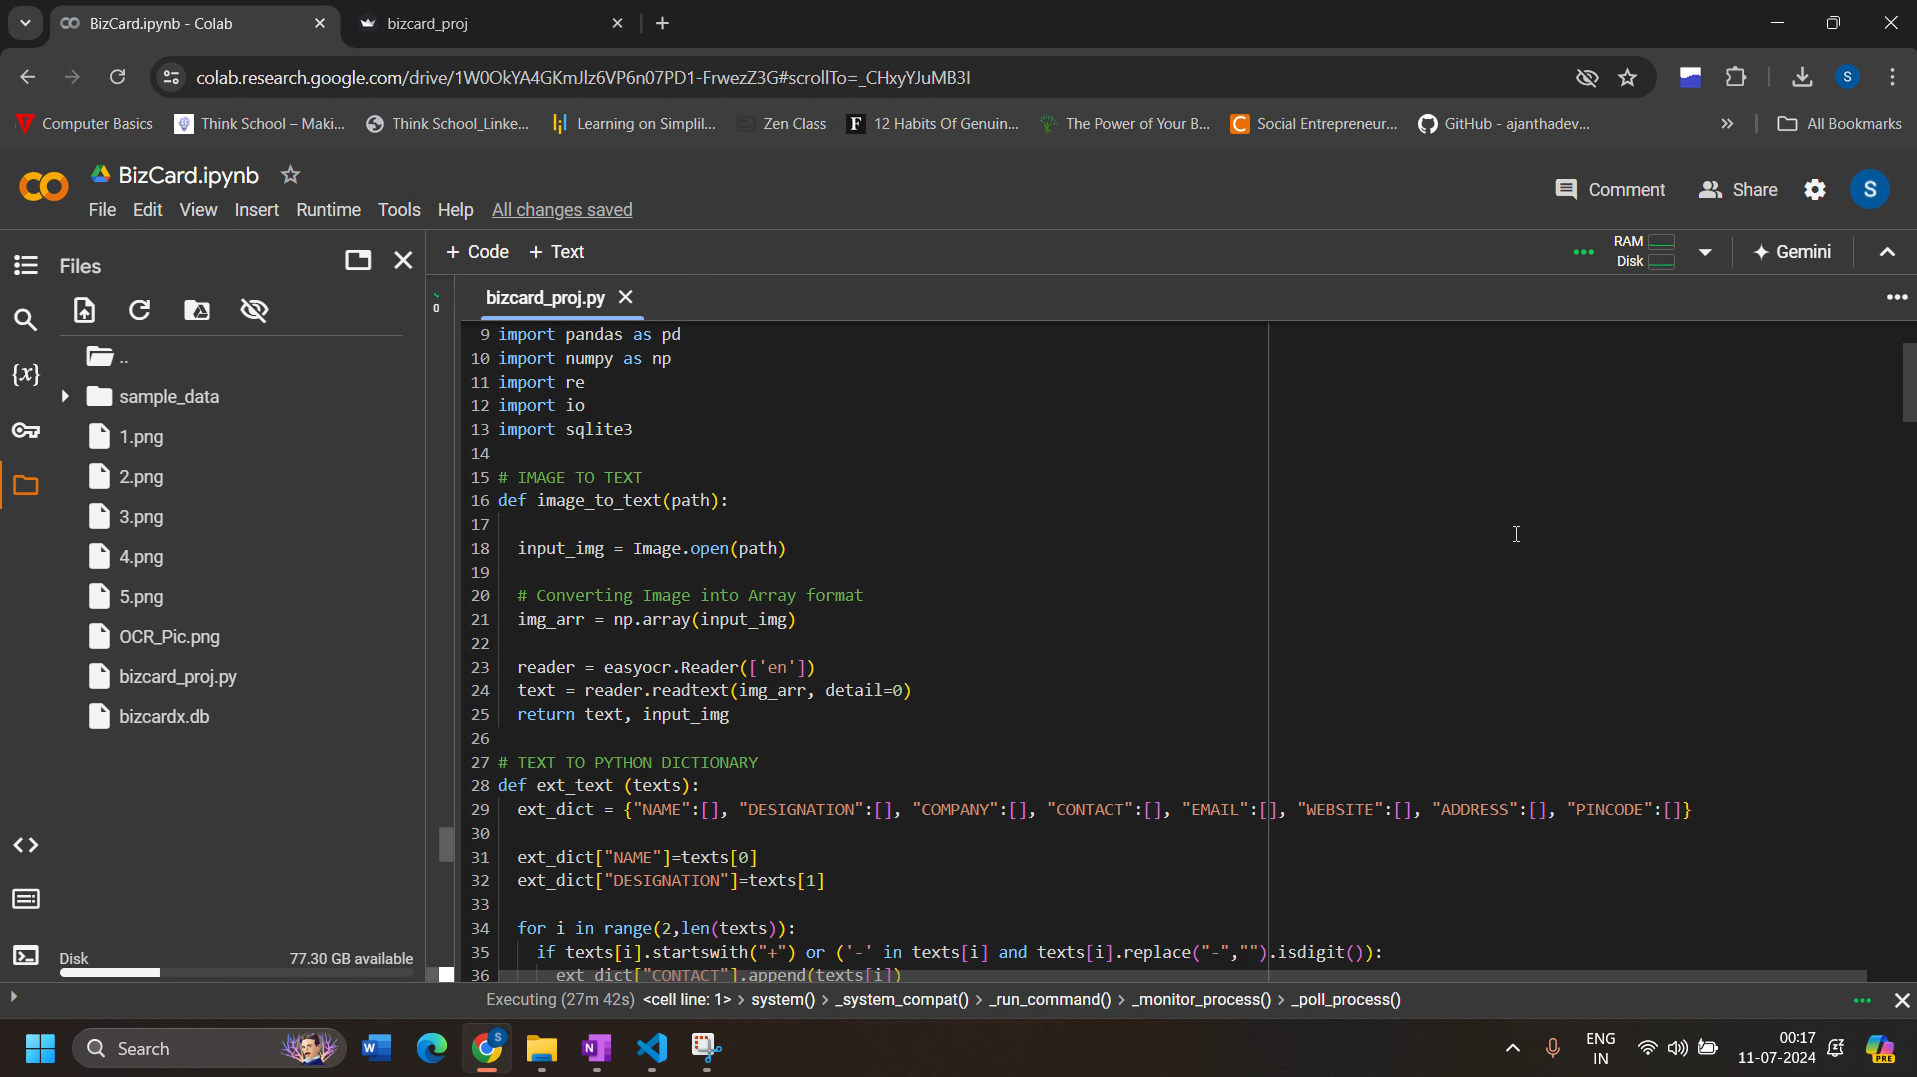 BizCard.ipynb - Colab
bizcard_proj
colab.research.google.com/drive/1W0OkYA4GKmJlz6VP6n07PD1-FrwezZ3G#scrollTo=_CHxyYJuMB3I
S
Computer Basics
Think School – Maki...
Think School_Linke...
Learning on Simplil...
Zen Class
12 Habits Of Genuin...
The Power of Your B...
Social Entrepreneur...
GitHub - ajanthadev...
All Bookmarks
BizCard.ipynb
Comment
Share
S
File Edit View Insert Runtime Tools Help All changes saved
Files
+ Code + Text
RAM
Disk
Gemini
bizcard_proj.py
0
..
sample_data
1.png
2.png
3.png
4.png
5.png
OCR_Pic.png
bizcard_proj.py
bizcardx.db
Disk 77.30 GB available
9 import pandas as pd
10 import numpy as np
11 import re
12 import io
13 import sqlite3
14
15 # IMAGE TO TEXT
16 def image_to_text(path):
17
18 input_img = Image.open(path)
19
20 # Converting Image into Array format
21 img_arr = np.array(input_img)
22
23 reader = easyocr.Reader(['en'])
24 text = reader.readtext(img_arr, detail=0)
25 return text, input_img
26
27 # TEXT TO PYTHON DICTIONARY
28 def ext_text (texts):
29 ext_dict = {"NAME":[], "DESIGNATION":[], "COMPANY":[], "CONTACT":[], "EMAIL":[], "WEBSITE":[], "ADDRESS":[], "PINCODE":[]}
30
31 ext_dict["NAME"]=texts[0]
32 ext_dict["DESIGNATION"]=texts[1]
33
34 for i in range(2,len(texts)):
35 if texts[i].startswith("+") or ('-' in texts[i] and texts[i].replace("-","").isdigit()):
36 ext_dict["CONTACT"].append(texts[i])
Executing (27m 42s) <cell line: 1> > system() > _system_compat() > _run_command() > _monitor_process() > _poll_process()
Search
ENG
IN
00:17
11-07-2024
PRE